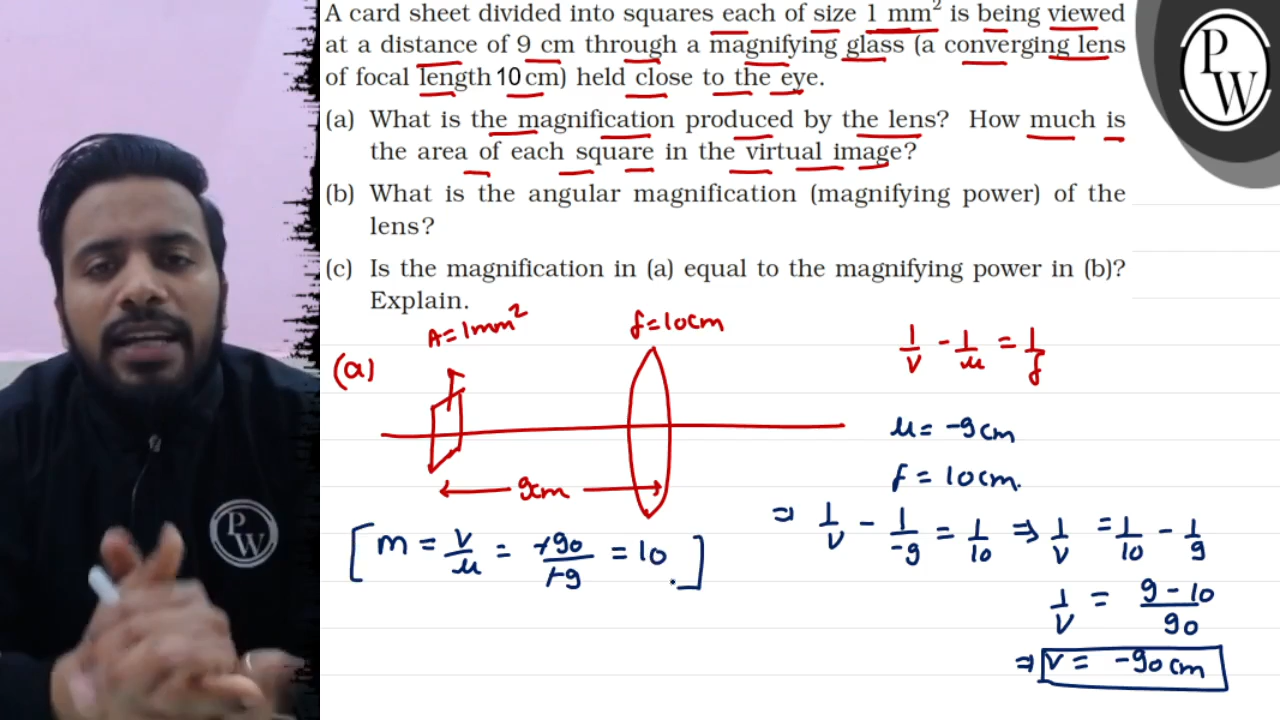 A card sheet divided into squares each of size 1 mm² is being viewed
at a distance of 9 cm through a magnifying glass (a converging lens
of focal length 10 cm) held close to the eye.
(a) What is the magnification produced by the lens? How much is
the area of each square in the virtual image?
(b) What is the angular magnification (magnifying power) of the
lens?
(c) Is the magnification in (a) equal to the magnifying power in (b)?
Explain.
P
W
A = 1mm²
f = 10cm
(a)
1/v - 1/u = 1/f
u = -9cm
9cm
f = 10cm.
⇒ 1/v - 1/-9 = 1/10 ⇒ 1/v = 1/10 - 1/9
[m = v/u = -90/-9 = 10.]
1/v = 9-10/90
⇒ v = -90cm
P
W